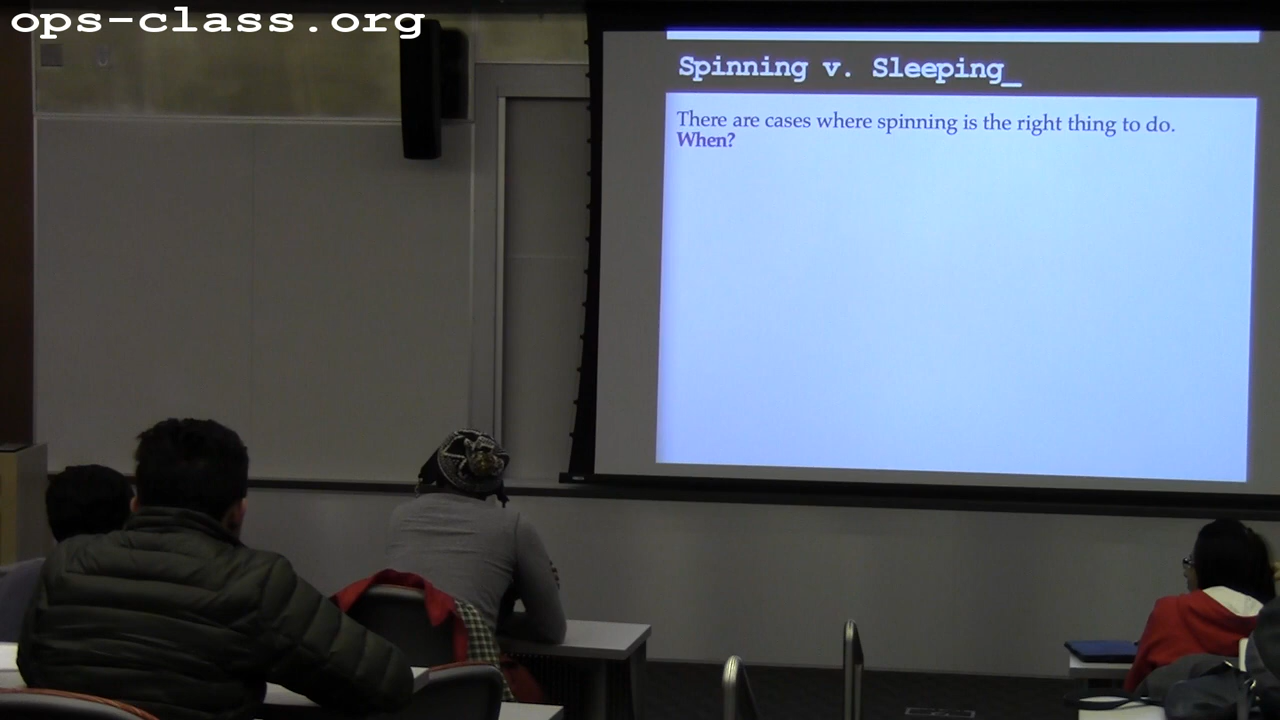 ops-class.org
Spinning v. Sleeping_
There are cases where spinning is the right thing to do.
When?